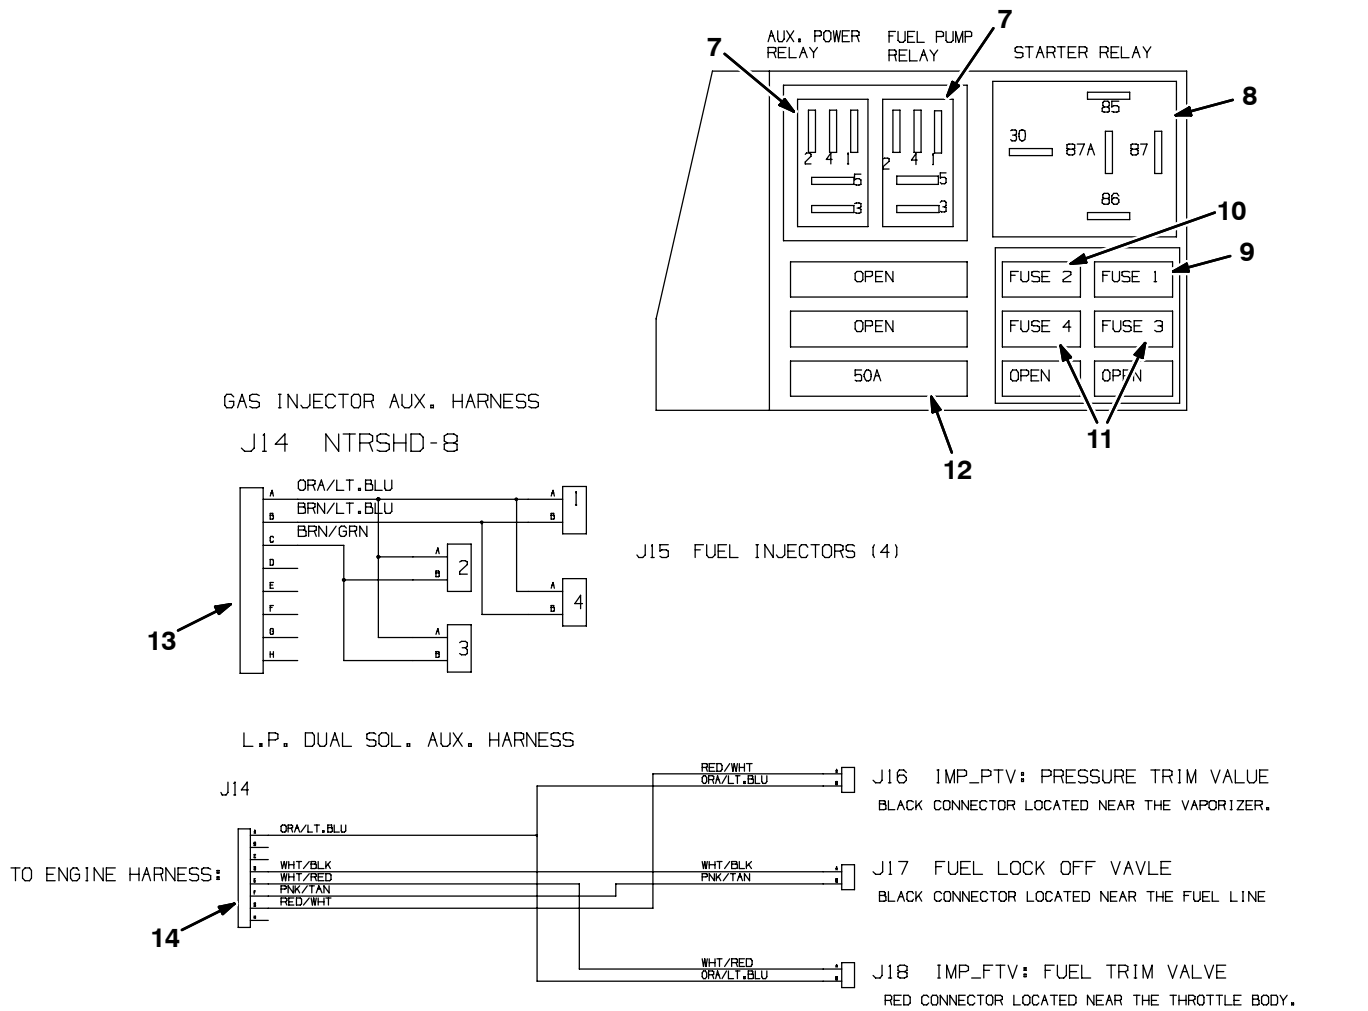 7
7
AUX. POWER RELAY
FUEL PUMP RELAY
STARTER RELAY
8
85
30
87A
87
86
2 4 1
5
3
2 4 1
5
3
10
9
OPEN
FUSE 2
FUSE 1
OPEN
FUSE 4
FUSE 3
50A
OPEN
OPEN
11
12
GAS INJECTOR AUX. HARNESS
J14 NTRSHD-8
A
ORA/LT.BLU
B
BRN/LT.BLU
C
BRN/GRN
D
E
F
G
H
A
B
1
A
B
2
A
B
4
A
B
3
J15 FUEL INJECTORS (4)
13
L.P. DUAL SOL. AUX. HARNESS
J14
TO ENGINE HARNESS:
ORA/LT.BLU
WHT/BLK
WHT/RED
PNK/TAN
RED/WHT
14
RED/WHT
ORA/LT.BLU
J16 IMP_PTV: PRESSURE TRIM VALUE
BLACK CONNECTOR LOCATED NEAR THE VAPORIZER.
WHT/BLK
PNK/TAN
J17 FUEL LOCK OFF VAVLE
BLACK CONNECTOR LOCATED NEAR THE FUEL LINE
WHT/RED
ORA/LT.BLU
J18 IMP_FTV: FUEL TRIM VALVE
RED CONNECTOR LOCATED NEAR THE THROTTLE BODY.